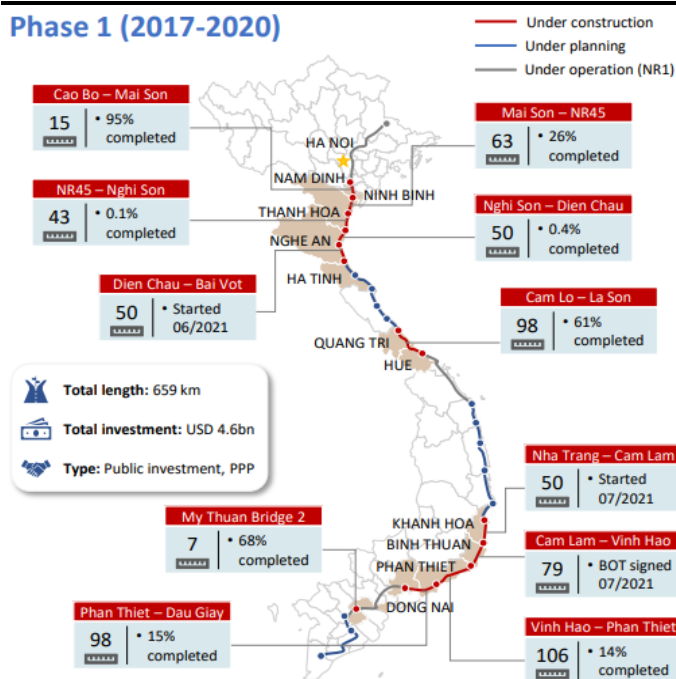 Phase 1 (2017-2020)
Under construction
Under planning
Under operation (NR1)
Cao Bo – Mai Son
15
• 95%
completed
Mai Son – NR45
63
• 26%
completed
HA NOI
NAM DINH
NINH BINH
NR45 – Nghi Son
43
• 0.1%
completed
THANH HOA
Nghi Son – Dien Chau
50
• 0.4%
completed
NGHE AN
HA TINH
Dien Chau – Bai Vot
50
• Started
06/2021
Cam Lo – La Son
98
• 61%
completed
QUANG TRI
HUE
Total length: 659 km
Total investment: USD 4.6bn
Type: Public investment, PPP
Nha Trang – Cam Lam
50
• Started
07/2021
My Thuan Bridge 2
7
• 68%
completed
KHANH HOA
BINH THUAN
PHAN THIET
DONG NAI
Cam Lam – Vinh Hao
79
• BOT signed
07/2021
Phan Thiet – Dau Giay
98
• 15%
completed
Vinh Hao – Phan Thiet
106
• 14%
completed